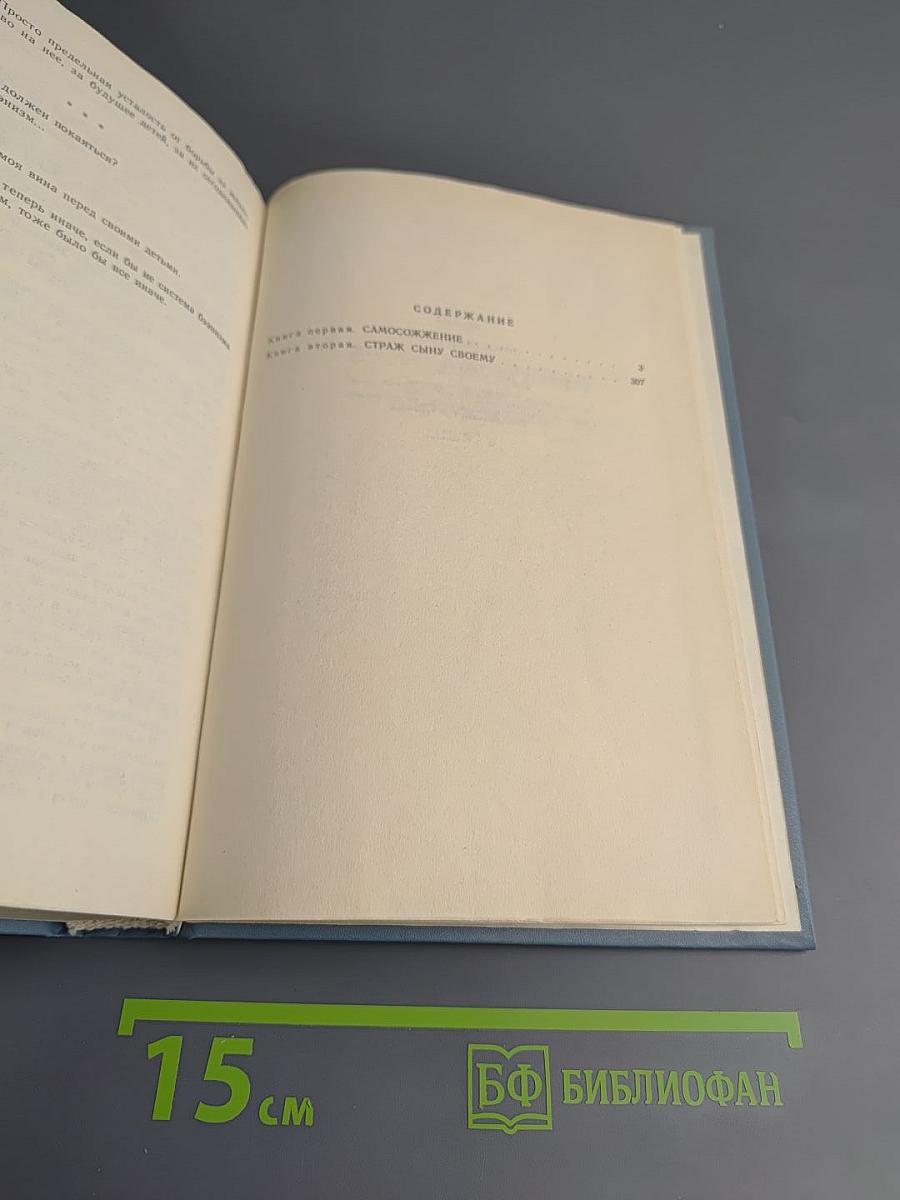 Просто предельная усталость от борьбы за
во на нее, за будущее детей, за их
* * *
должен покаяться?
низм...
моя вина перед своими детьми.
теперь иначе, если бы не система
м, тоже было бы все иначе.
СОДЕРЖАНИЕ
Книга первая. САМОСОЖЖЕНИЕ . . . . . . . . . . 3
Книга вторая. СТРАЖ СЫНУ СВОЕМУ . . . . . . . . . . 307
15 см
БФ БИБЛИОФАН